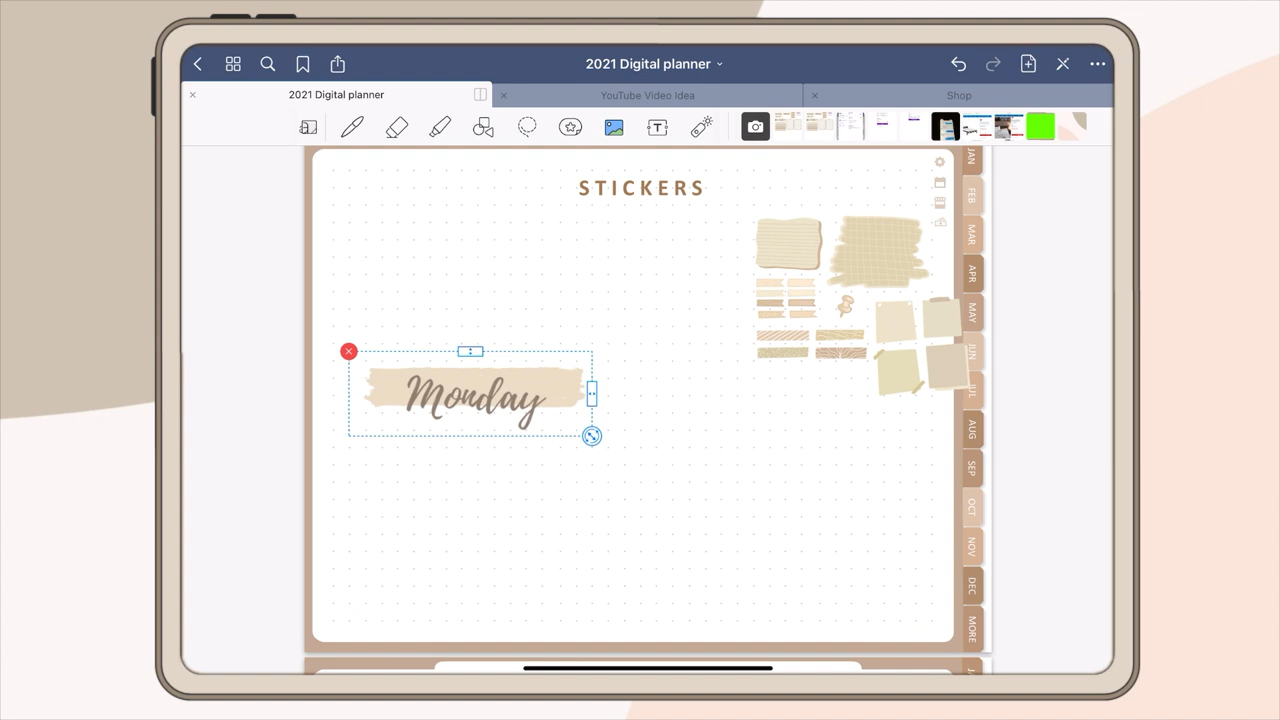 2021 Digital planner
2021 Digital planner
YouTube Video Idea
Shop
STICKERS
Monday
JAN
FEB
MAR
APR
MAY
JUN
JUL
AUG
SEP
OCT
NOV
DEC
MORE